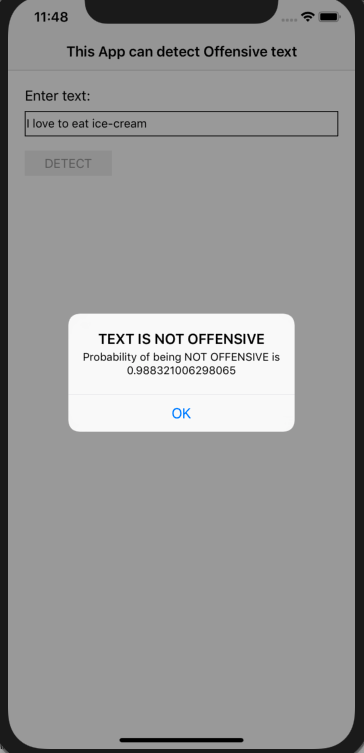 11:48
This App can detect Offensive text
Enter text:
I love to eat ice-cream
DETECT
TEXT IS NOT OFFENSIVE
Probability of being NOT OFFENSIVE is
0.988321006298065
OK